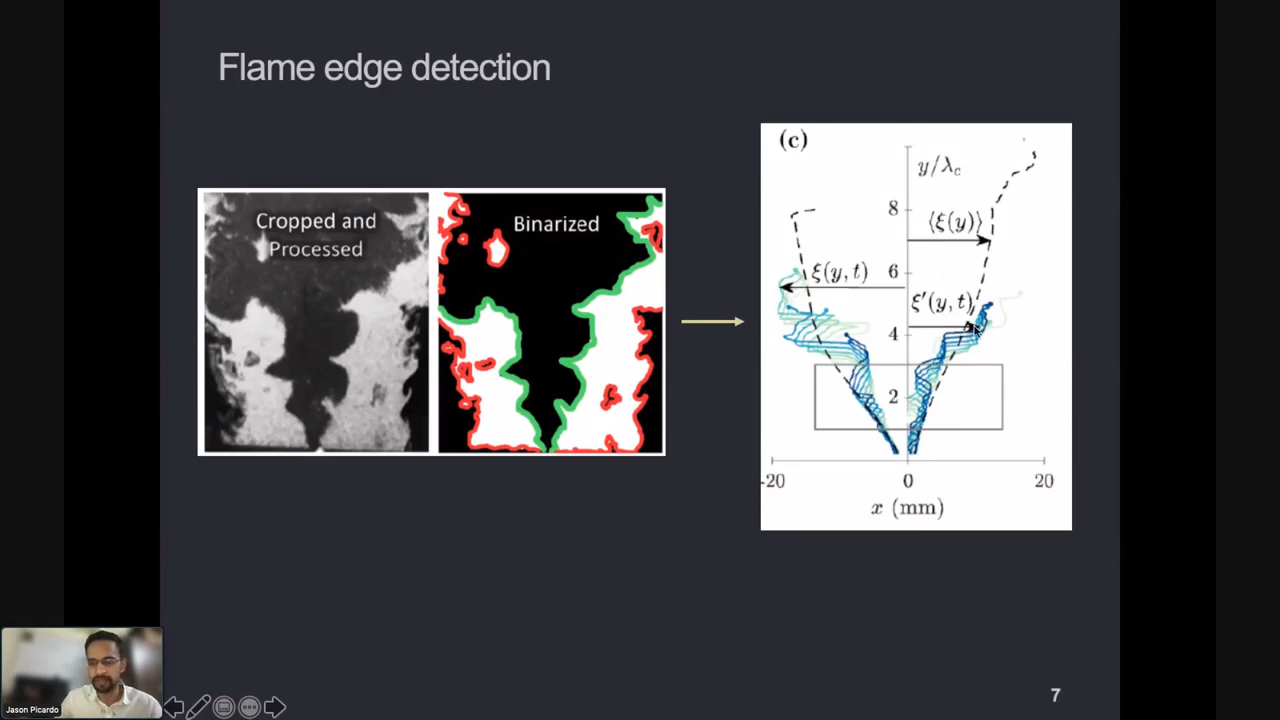 Flame edge detection
Cropped and
Processed
Binarized
(c)
y/λc
8
⟨ξ(y)⟩
ξ(y,t)
6
ξ′(y,t)
4
2
-20
0
20
x (mm)
Jason Picardo
7